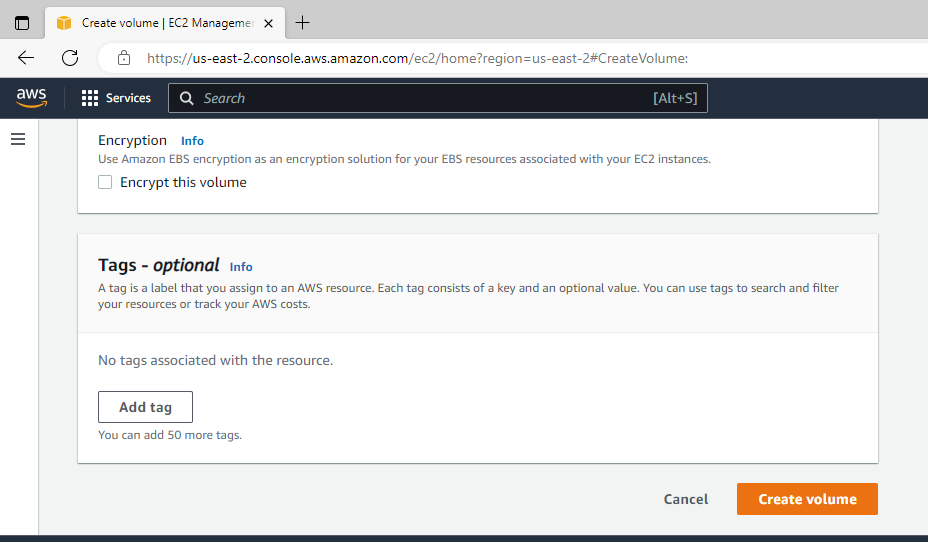 Create volume | EC2 Managemen
https://us-east-2.console.aws.amazon.com/ec2/home?region=us-east-2#CreateVolume:
aws Services Search [Alt+S]
Encryption Info
Use Amazon EBS encryption as an encryption solution for your EBS resources associated with your EC2 instances.
Encrypt this volume
Tags - optional Info
A tag is a label that you assign to an AWS resource. Each tag consists of a key and an optional value. You can use tags to search and filter
your resources or track your AWS costs.
No tags associated with the resource.
Add tag
You can add 50 more tags.
Cancel Create volume